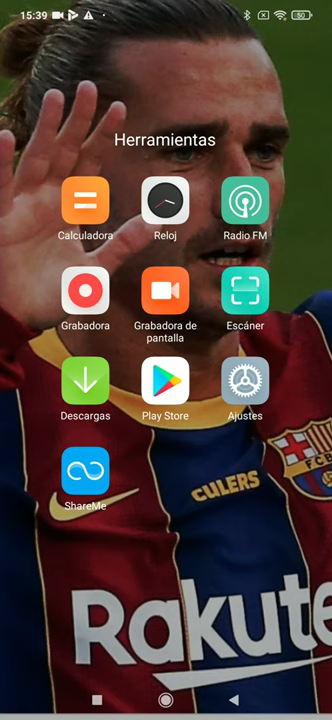 15:39
50
Herramientas
Calculadora
Reloj
Radio FM
Grabadora
Grabadora de
pantalla
Escáner
Descargas
Play Store
Ajustes
ShareMe
CULERS
FCB
Rakute